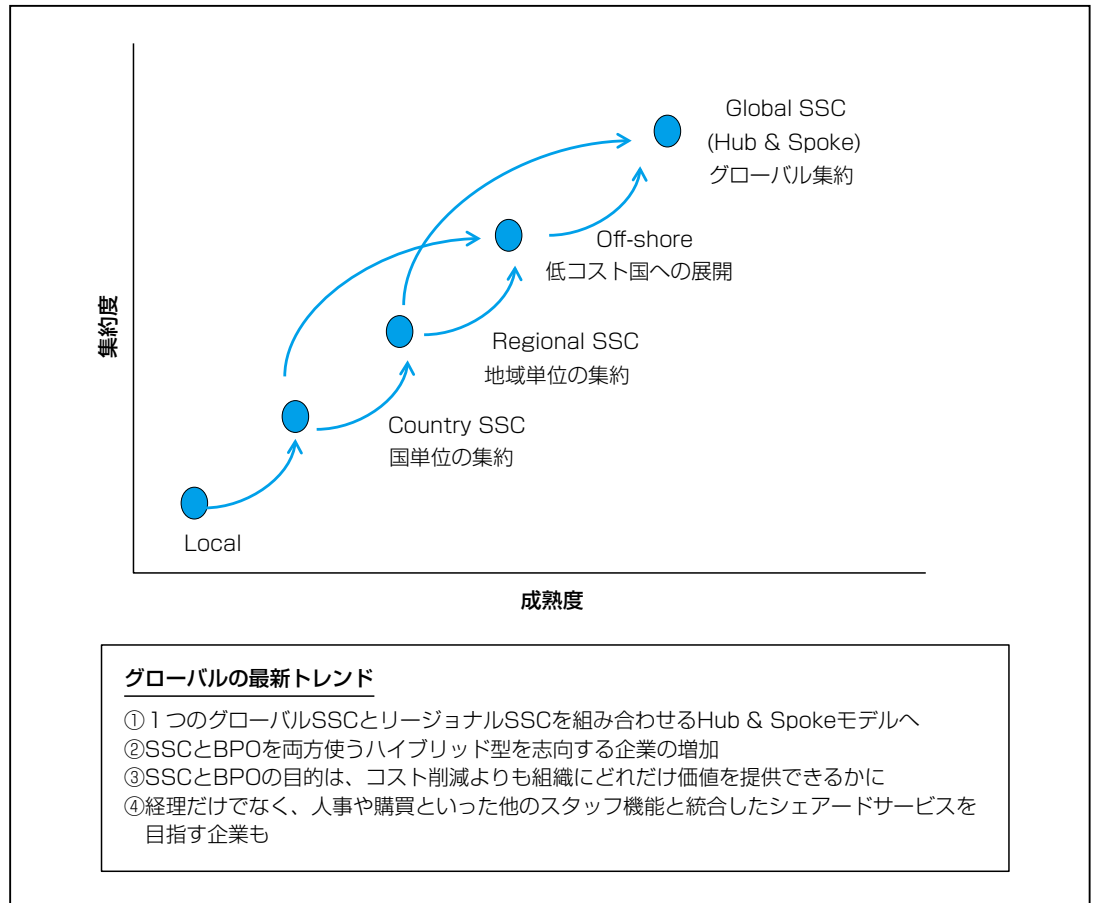 Global SSC
(Hub & Spoke)
グローバル集約
Off-shore
低コスト国への展開
Regional SSC
地域単位の集約
Country SSC
国単位の集約
Local
集約度
成熟度
グローバルの最新トレンド
①1つのグローバルSSCとリージョナルSSCを組み合わせるHub & Spokeモデルへ
②SSCとBPOを両方使うハイブリッド型を志向する企業の増加
③SSCとBPOの目的は、コスト削減よりも組織にどれだけ価値を提供できるかに
④経理だけでなく、人事や購買といった他のスタッフ機能と統合したシェアードサービスを
目指す企業も